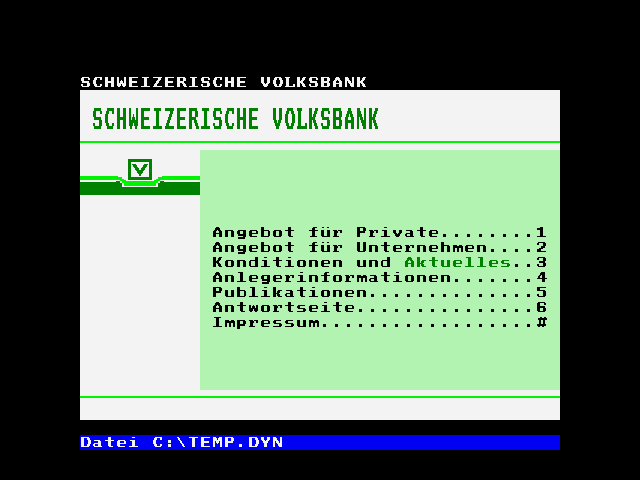 SCHWEIZERISCHE VOLKSBANK
SCHWEIZERISCHE VOLKSBANK
V
Angebot für Private........1
Angebot für Unternehmen....2
Konditionen und Aktuelles..3
Anlegerinformationen.......4
Publikationen..............5
Antwortseite...............6
Impressum..................#
Datei C:\TEMP.DYN